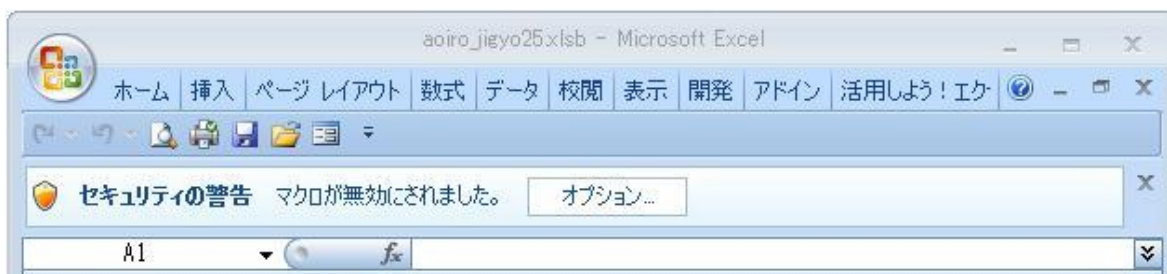 aoiro_jigyo25.xlsb - Microsoft Excel
ホーム 挿入 ページ レイアウト 数式 データ 校閲 表示 開発 アドイン 活用しよう！エク
セキュリティの警告 マクロが無効にされました。 オプション...
A1 fx